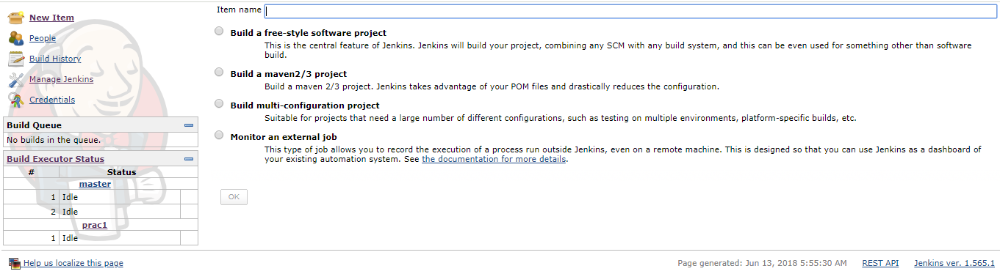 New Item
People
Build History
Manage Jenkins
Credentials
Build Queue
No builds in the queue.
Build Executor Status
# Status
master
1 Idle
2 Idle
prac1
1 Idle
Item name
Build a free-style software project
This is the central feature of Jenkins. Jenkins will build your project, combining any SCM with any build system, and this can be even used for something other than software
build.
Build a maven2/3 project
Build a maven 2/3 project. Jenkins takes advantage of your POM files and drastically reduces the configuration.
Build multi-configuration project
Suitable for projects that need a large number of different configurations, such as testing on multiple environments, platform-specific builds, etc.
Monitor an external job
This type of job allows you to record the execution of a process run outside Jenkins, even on a remote machine. This is designed so that you can use Jenkins as a dashboard of
your existing automation system. See the documentation for more details.
OK
Help us localize this page
Page generated: Jun 13, 2018 5:55:30 AM REST API Jenkins ver. 1.565.1